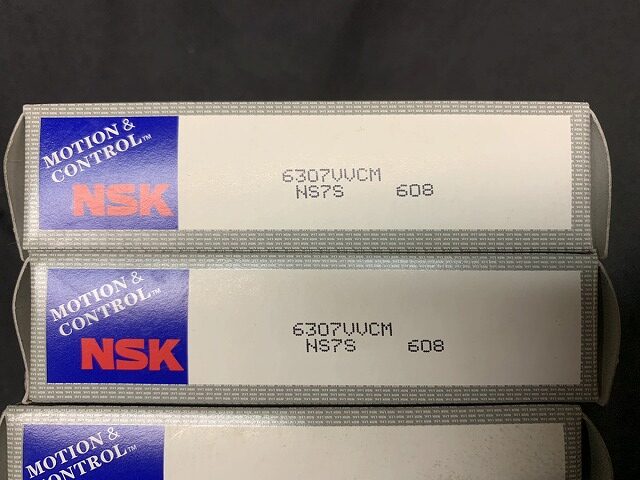 MOTION &
CONTROL™
NSK
6307VVCM
NS7S 608
MOTION &
CONTROL™
NSK
6307VVCM
NS7S 608
MOTION &
CONTROL™